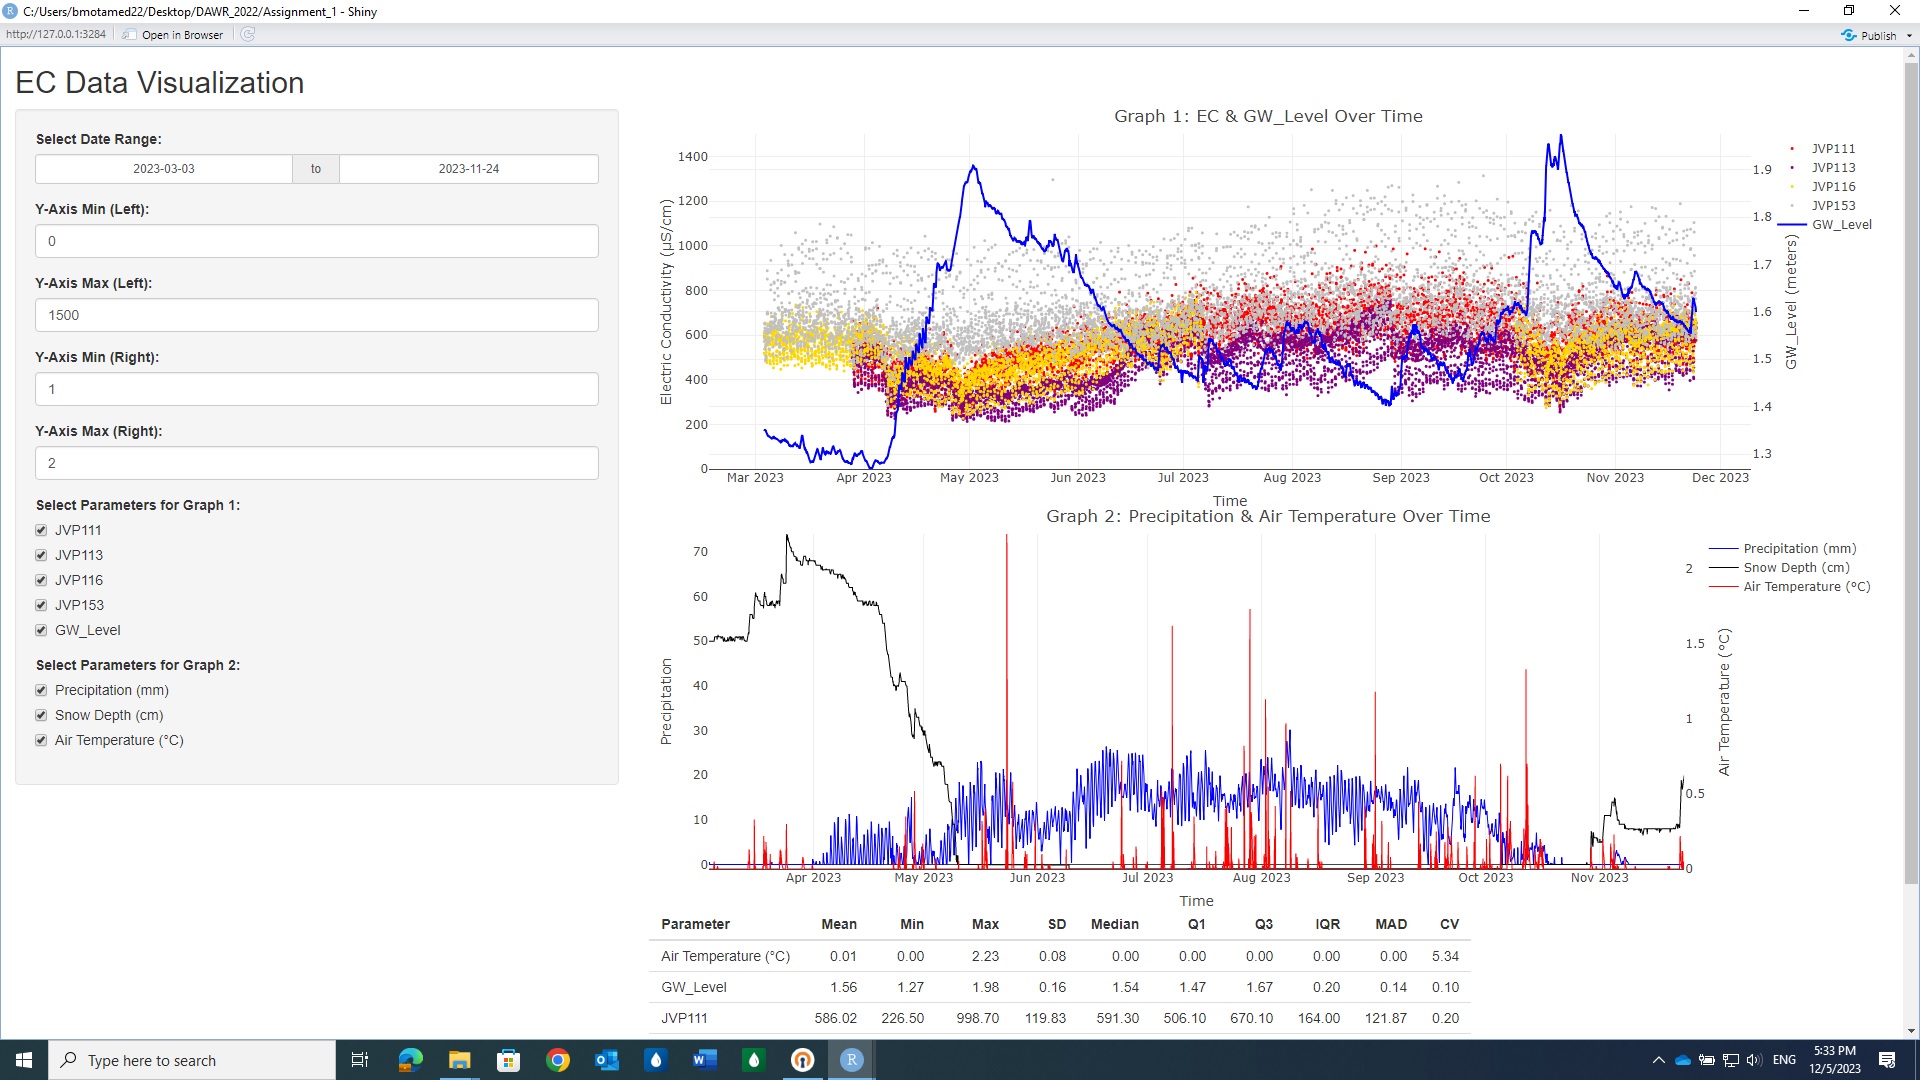 C:/Users/bmotamed22/Desktop/DAWR_2022/Assignment_1 - Shiny
http://127.0.0.1:3284 Open in Browser Publish
EC Data Visualization
Select Date Range:
2023-03-03 to 2023-11-24
Y-Axis Min (Left):
0
Y-Axis Max (Left):
1500
Y-Axis Min (Right):
1
Y-Axis Max (Right):
2
Select Parameters for Graph 1:
JVP111
JVP113
JVP116
JVP153
GW_Level
Select Parameters for Graph 2:
Precipitation (mm)
Snow Depth (cm)
Air Temperature (°C)
Graph 1: EC & GW_Level Over Time
Electric Conductivity (µS/cm)
1400
1200
1000
800
600
400
200
0
Mar 2023 Apr 2023 May 2023 Jun 2023 Jul 2023 Aug 2023 Sep 2023 Oct 2023 Nov 2023 Dec 2023
Time
1.9
1.8
1.7
1.6
1.5
1.4
1.3
GW_Level (meters)
JVP111
JVP113
JVP116
JVP153
GW_Level
Graph 2: Precipitation & Air Temperature Over Time
Precipitation
70
60
50
40
30
20
10
0
Apr 2023 May 2023 Jun 2023 Jul 2023 Aug 2023 Sep 2023 Oct 2023 Nov 2023
Time
2
1.5
1
0.5
0
Air Temperature (°C)
Precipitation (mm)
Snow Depth (cm)
Air Temperature (°C)
Parameter Mean Min Max SD Median Q1 Q3 IQR MAD CV
Air Temperature (°C) 0.01 0.00 2.23 0.08 0.00 0.00 0.00 0.00 0.00 5.34
GW_Level 1.56 1.27 1.98 0.16 1.54 1.47 1.67 0.20 0.14 0.10
JVP111 586.02 226.50 998.70 119.83 591.30 506.10 670.10 164.00 121.87 0.20
Type here to search
ENG
5:33 PM
12/5/2023